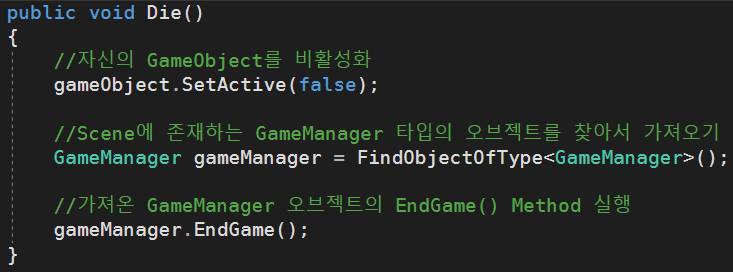 public void Die()
{
//자신의 GameObject를 비활성화
gameObject.SetActive(false);
//Scene에 존재하는 GameManager 타입의 오브젝트를 찾아서 가져오기
GameManager gameManager = FindObjectOfType<GameManager>();
//가져온 GameManager 오브젝트의 EndGame() Method 실행
gameManager.EndGame();
}